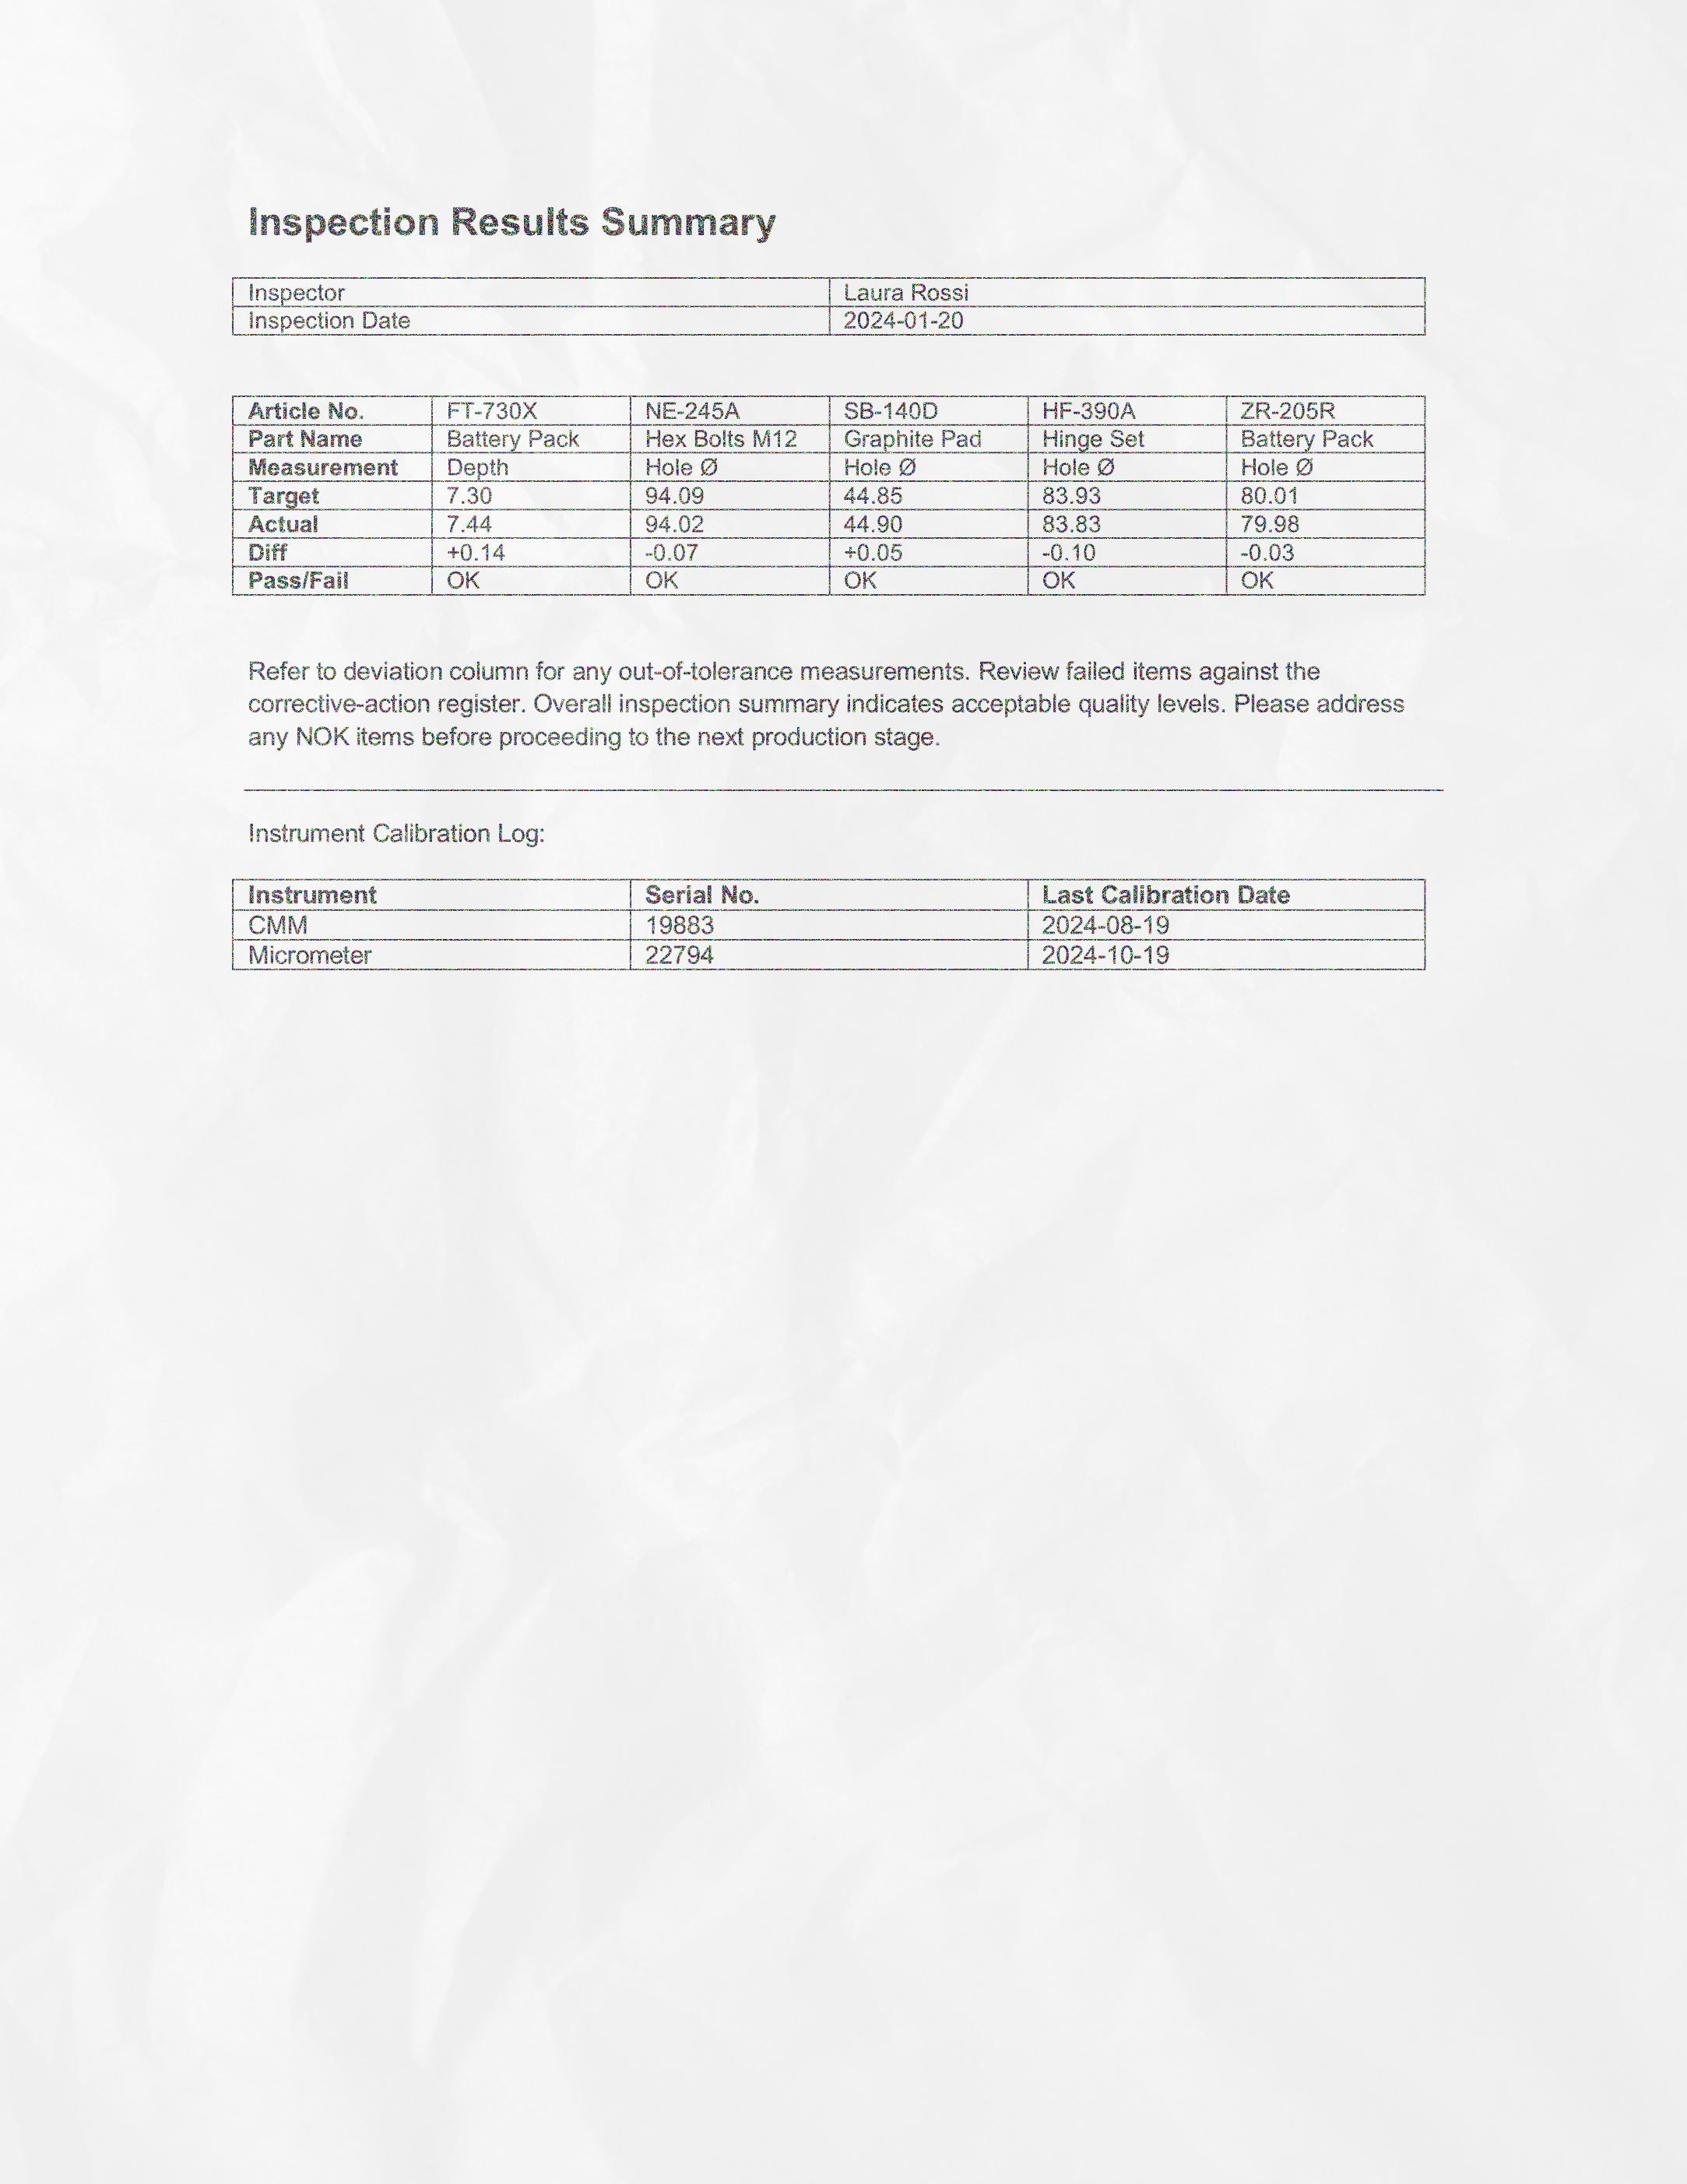 Inspection Results Summary
Inspector Laura Rossi
Inspection Date 2024-01-20
Article No. FT-730X NE-245A SB-140D HF-390A ZR-205R
Part Name Battery Pack Hex Bolts M12 Graphite Pad Hinge Set Battery Pack
Measurement Depth Hole Ø Hole Ø Hole Ø Hole Ø
Target 7.30 94.09 44.85 83.93 80.01
Actual 7.44 94.02 44.90 83.83 79.98
Diff +0.14 -0.07 +0.05 -0.10 -0.03
Pass/Fail OK OK OK OK OK
Refer to deviation column for any out-of-tolerance measurements. Review failed items against the
corrective-action register. Overall inspection summary indicates acceptable quality levels. Please address
any NOK items before proceeding to the next production stage.
Instrument Calibration Log:
Instrument Serial No. Last Calibration Date
CMM 19883 2024-08-19
Micrometer 22794 2024-10-19